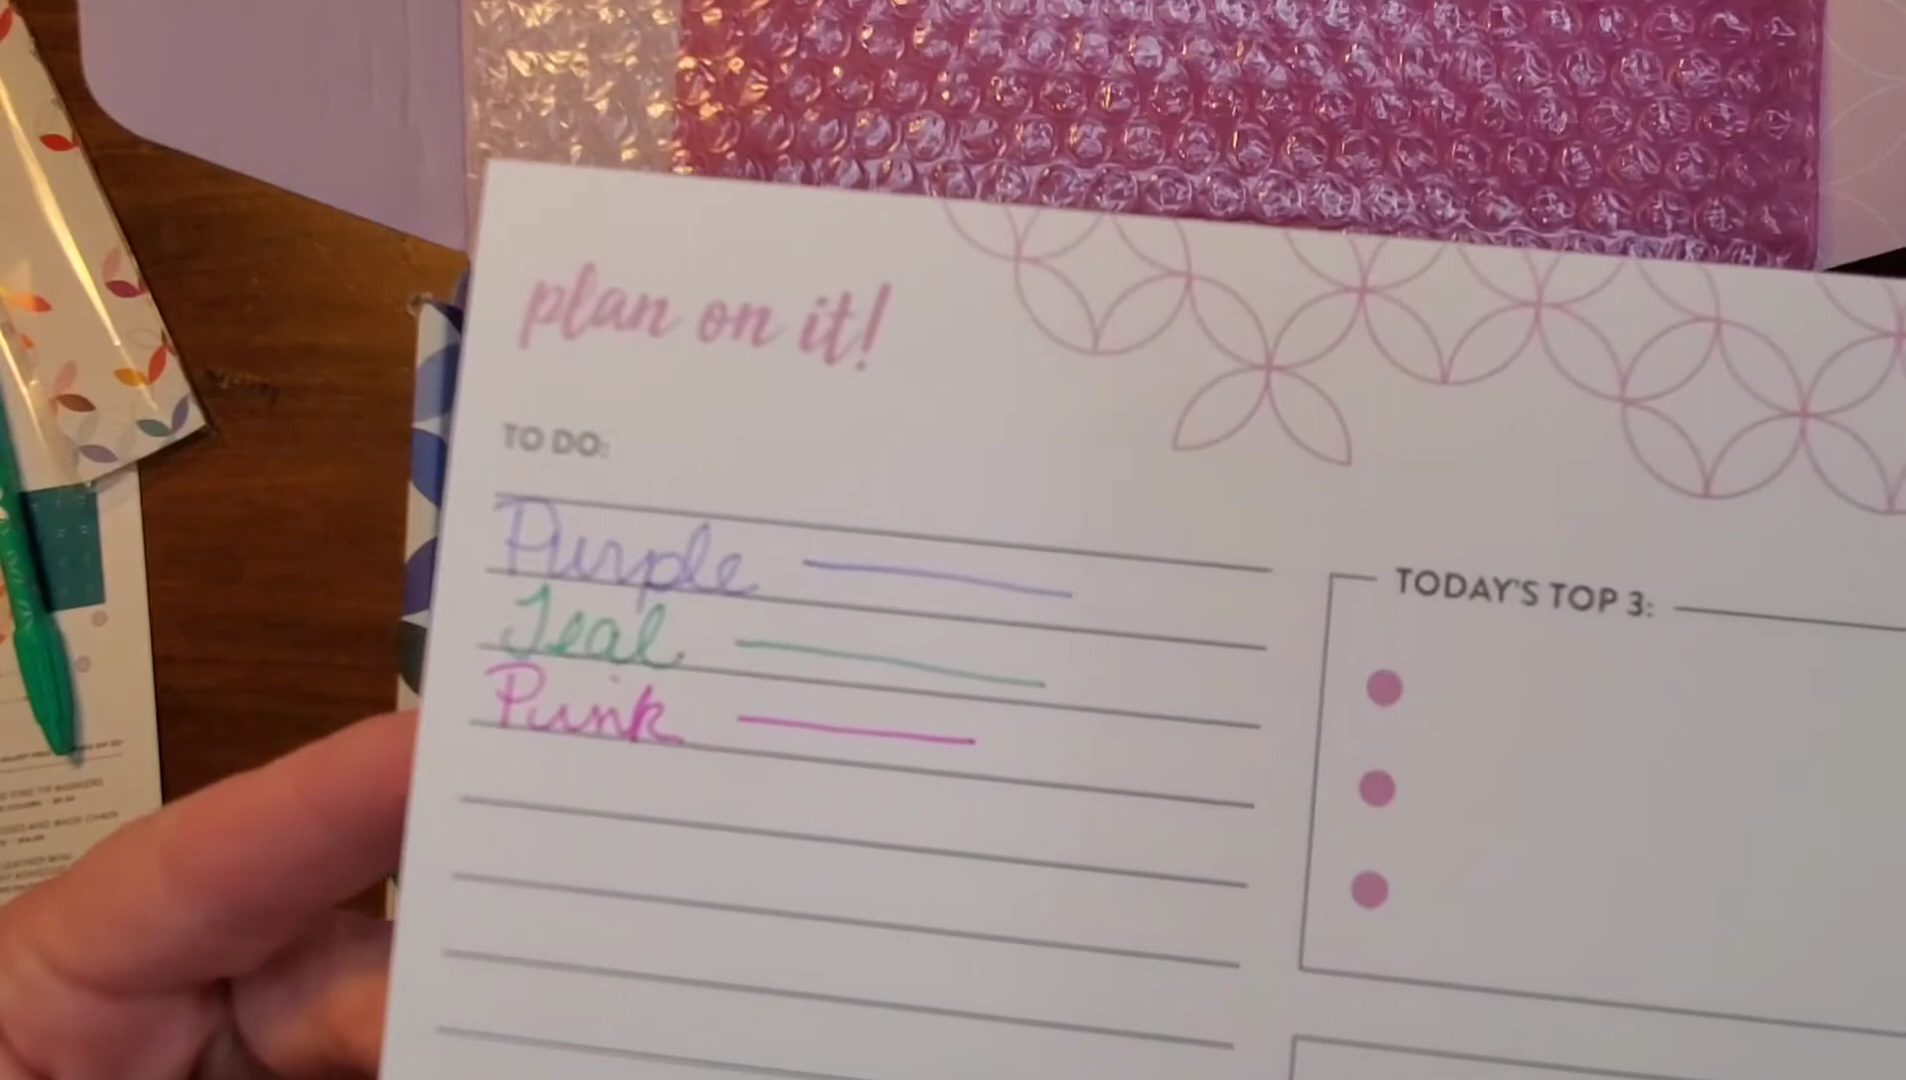 plan on it!
TO DO:
Purple
Teal
Pink
TODAY'S TOP 3: